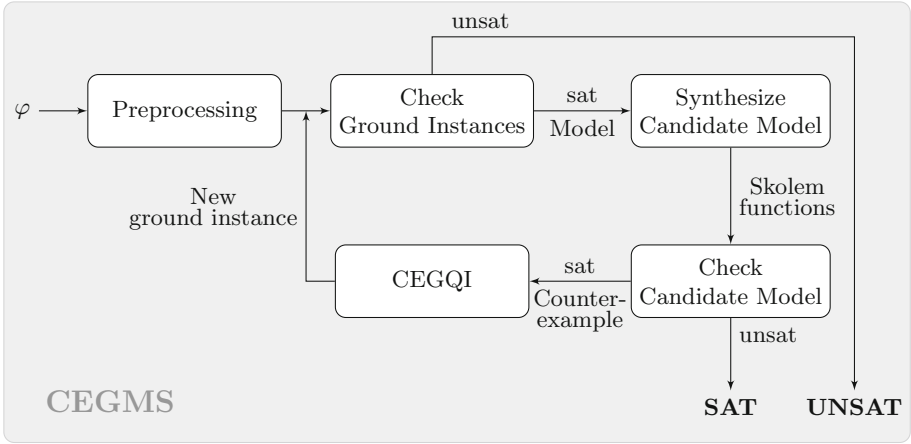 unsat
φ
Preprocessing
Check
Ground Instances
sat
Model
Synthesize
Candidate Model
New
ground instance
Skolem
functions
CEGQI
sat
Counter-
example
Check
Candidate Model
unsat
CEGMS
SAT
UNSAT